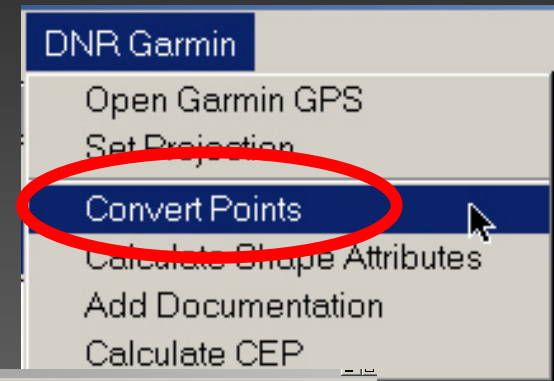 DNR Garmin
Open Garmin GPS
Set Projection
Convert Points
Calculate Shape Attributes
Add Documentation
Calculate CEP